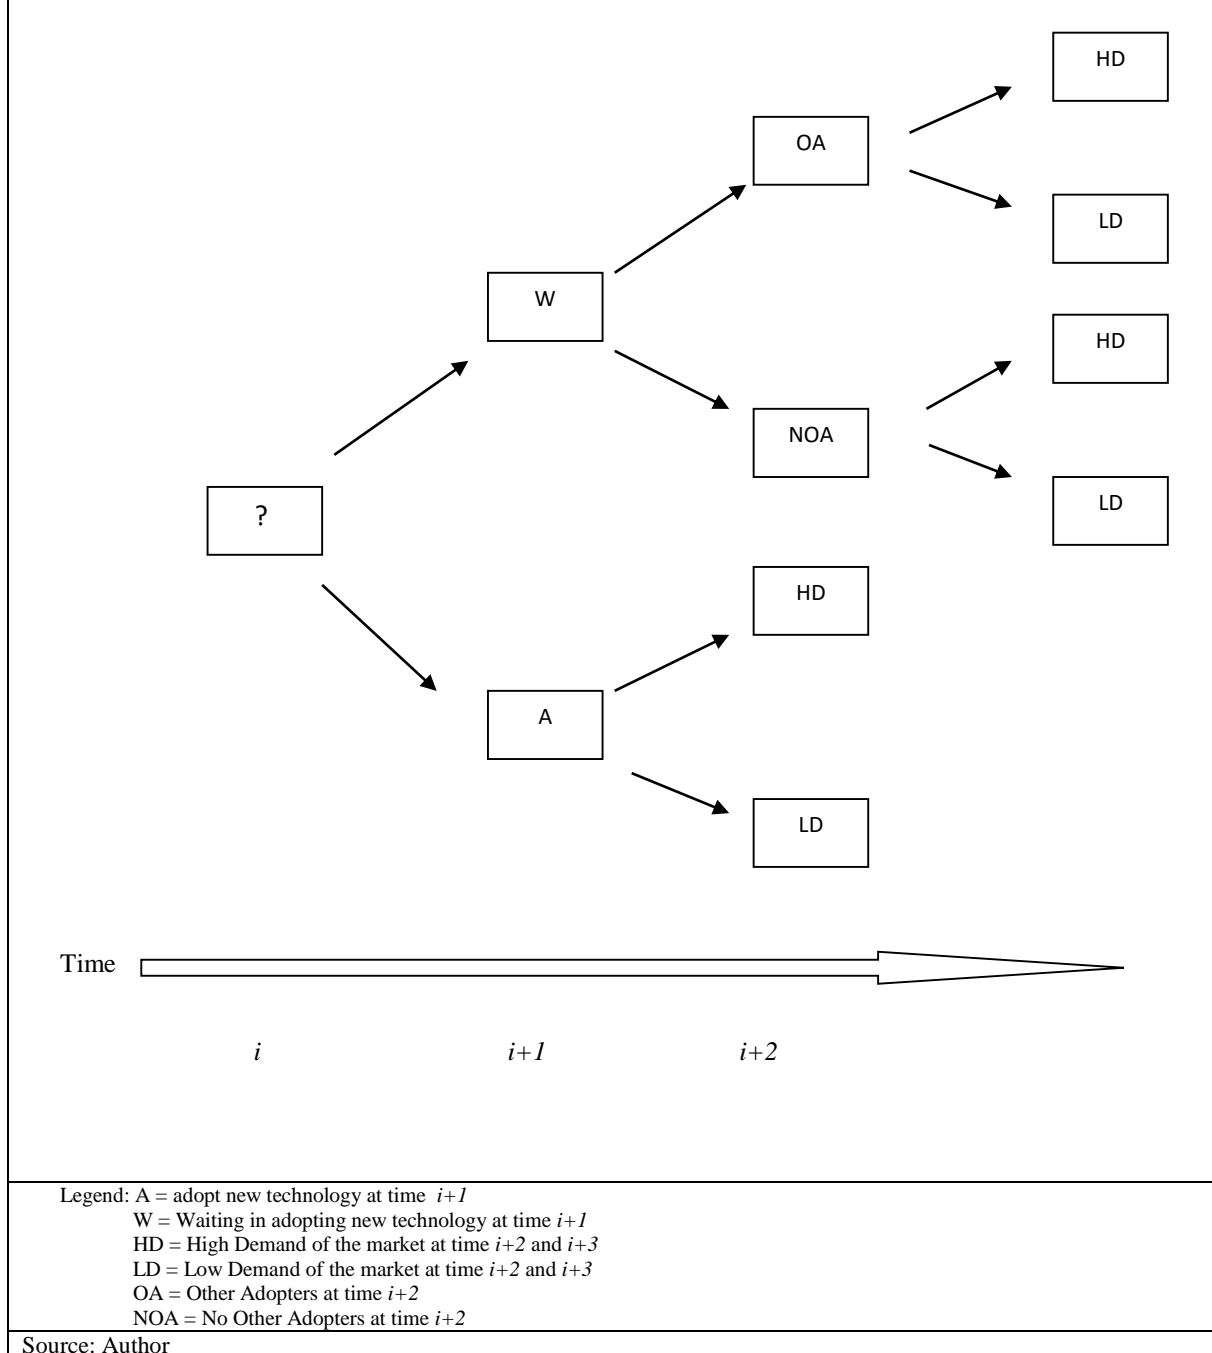 HD
OA
LD
W
HD
NOA
LD
?
HD
A
LD
Time
i i+1 i+2
Legend: A = adopt new technology at time i+1
W = Waiting in adopting new technology at time i+1
HD = High Demand of the market at time i+2 and i+3
LD = Low Demand of the market at time i+2 and i+3
OA = Other Adopters at time i+2
NOA = No Other Adopters at time i+2
Source: Author